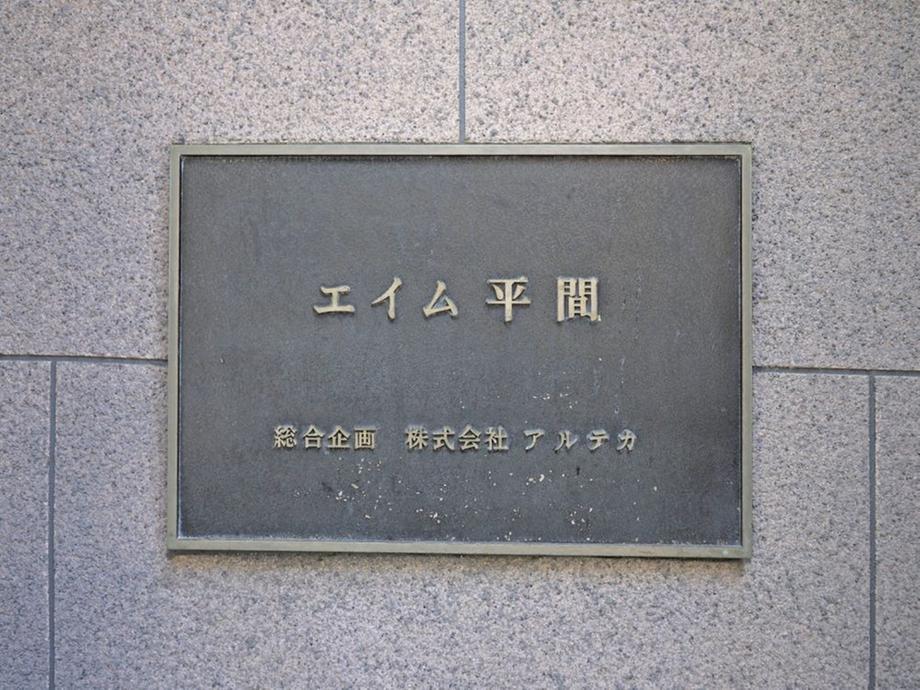 エイム 平間
総合企画 株式会社 アルテカ